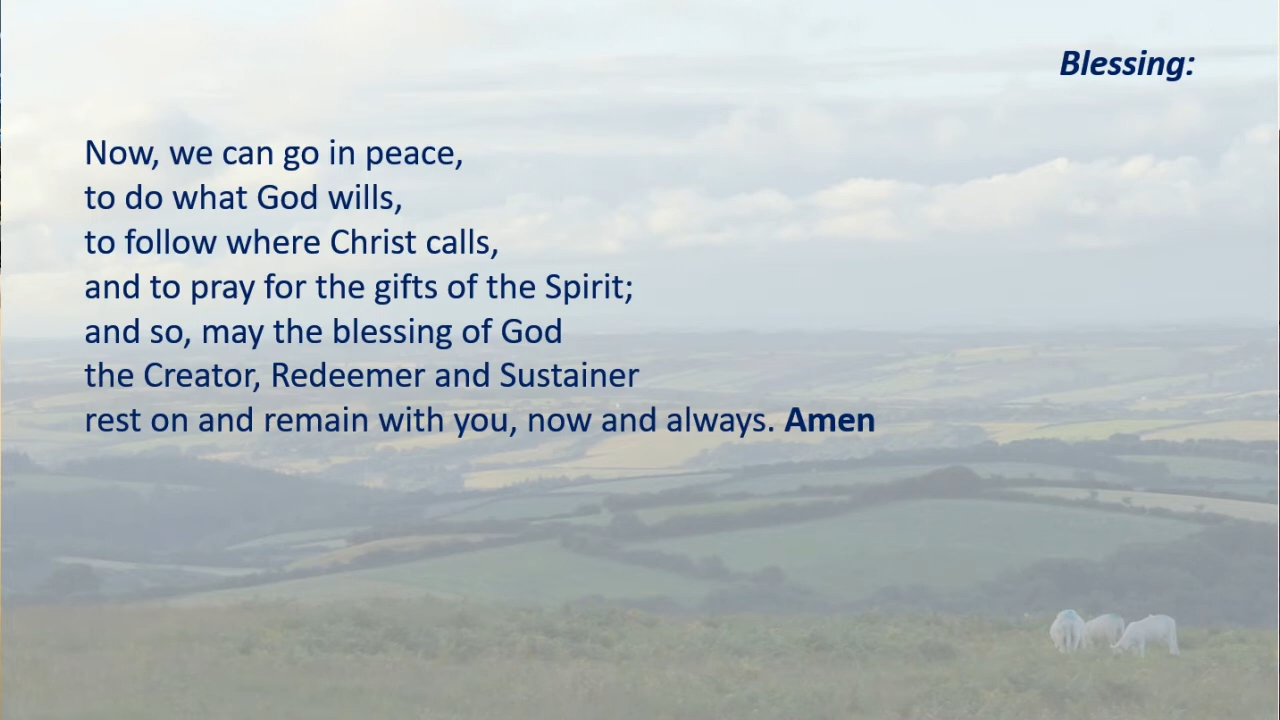 Blessing:
Now, we can go in peace,
to do what God wills,
to follow where Christ calls,
and to pray for the gifts of the Spirit;
and so, may the blessing of God
the Creator, Redeemer and Sustainer
rest on and remain with you, now and always. Amen